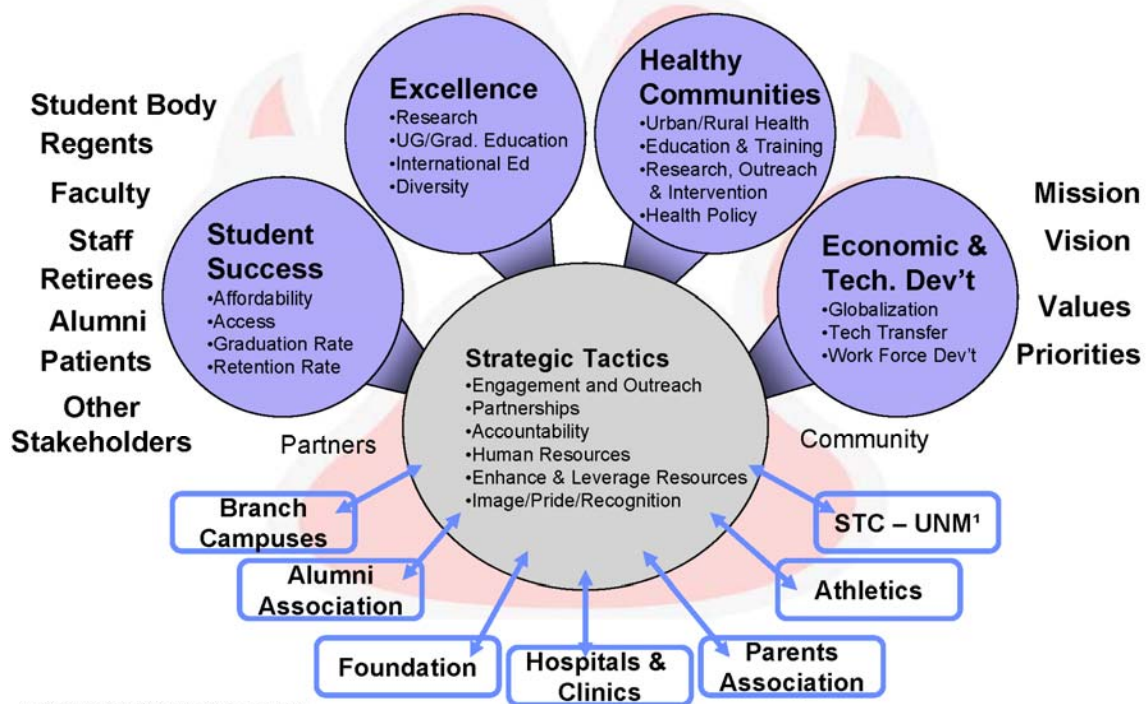 Student Body
Regents
Faculty
Staff
Retirees
Alumni
Patients
Other
Stakeholders
Student
Success
•Affordability
•Access
•Graduation Rate
•Retention Rate
Excellence
•Research
•UG/Grad. Education
•International Ed
•Diversity
Healthy
Communities
•Urban/Rural Health
•Education & Training
•Research, Outreach
& Intervention
•Health Policy
Economic &
Tech. Dev't
•Globalization
•Tech Transfer
•Work Force Dev't
Mission
Vision
Values
Priorities
Strategic Tactics
•Engagement and Outreach
•Partnerships
•Accountability
•Human Resources
•Enhance & Leverage Resources
•Image/Pride/Recognition
Partners
Community
Branch
Campuses
Alumni
Association
Foundation
Hospitals &
Clinics
Parents
Association
Athletics
STC – UNM¹